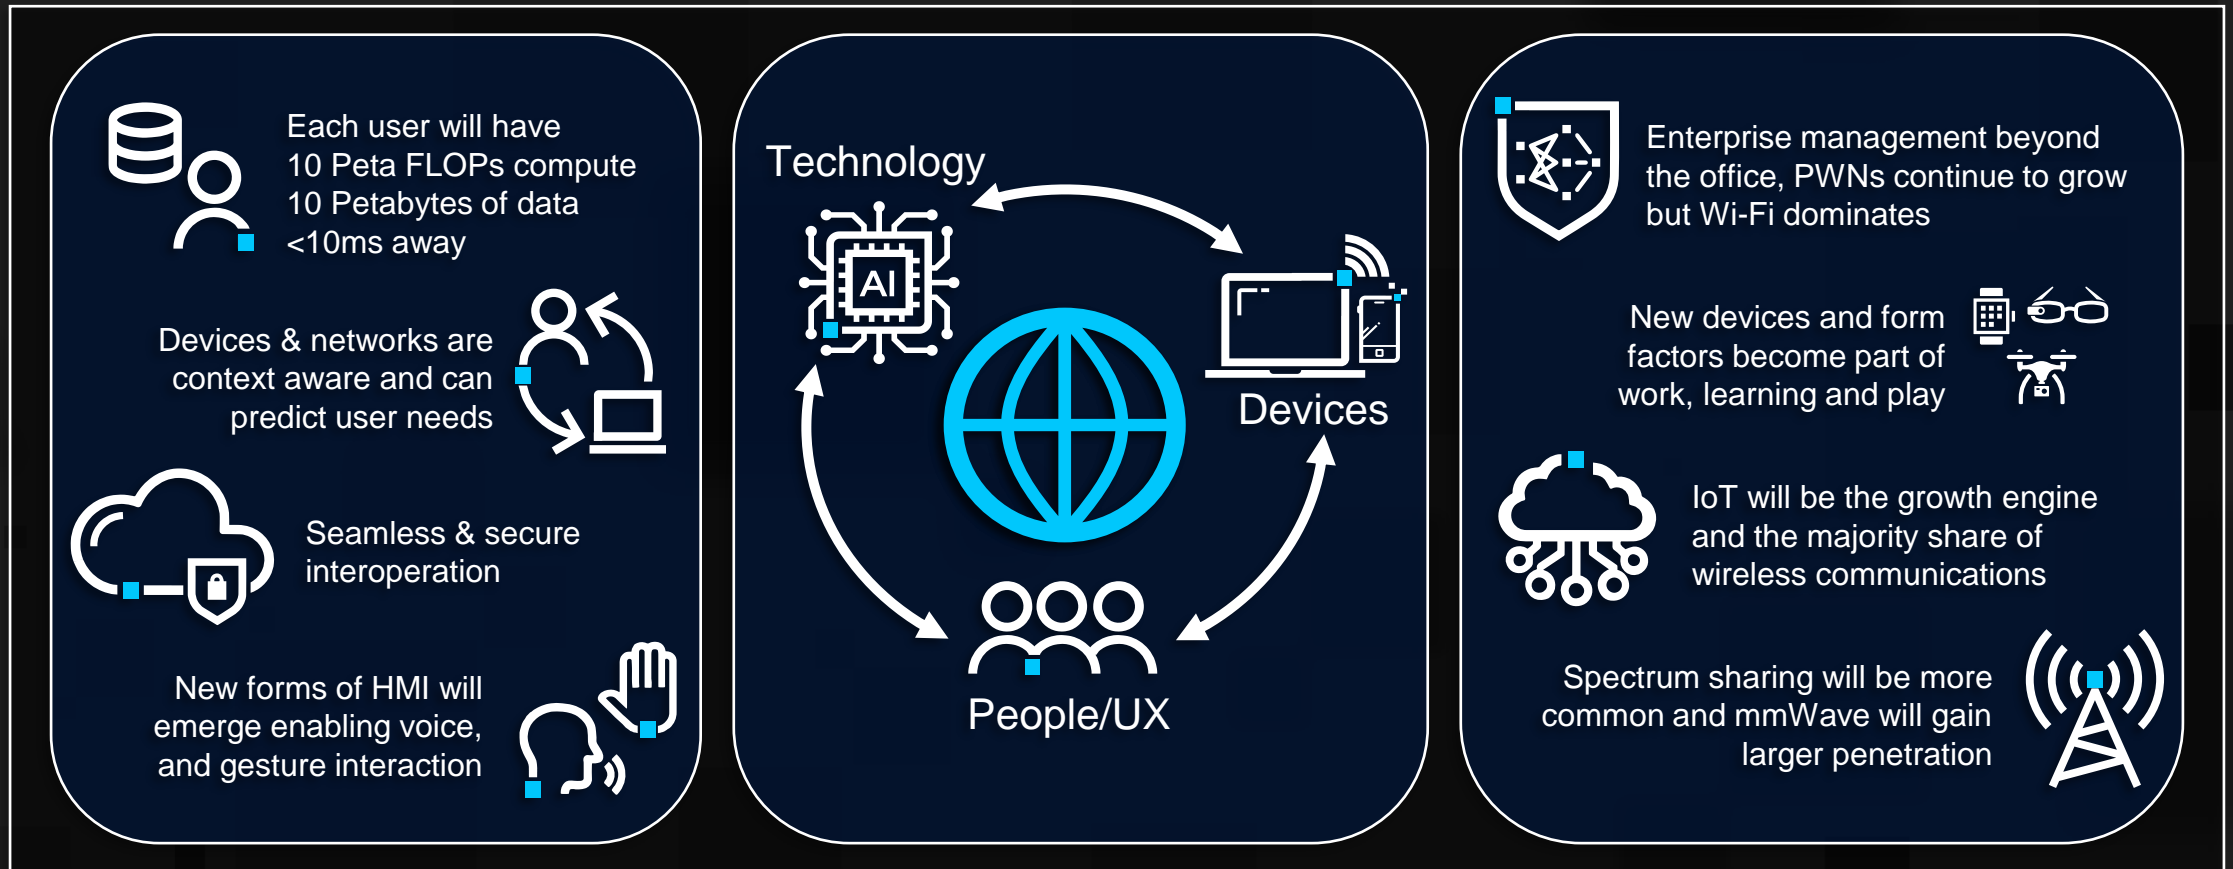 Each user will have
10 Peta FLOPs compute
10 Petabytes of data
<10ms away
Devices & networks are
context aware and can
predict user needs
Seamless & secure
interoperation
New forms of HMI will
emerge enabling voice,
and gesture interaction
Technology
AI
Devices
People/UX
Enterprise management beyond
the office, PWNs continue to grow
but Wi-Fi dominates
New devices and form
factors become part of
work, learning and play
IoT will be the growth engine
and the majority share of
wireless communications
Spectrum sharing will be more
common and mmWave will gain
larger penetration